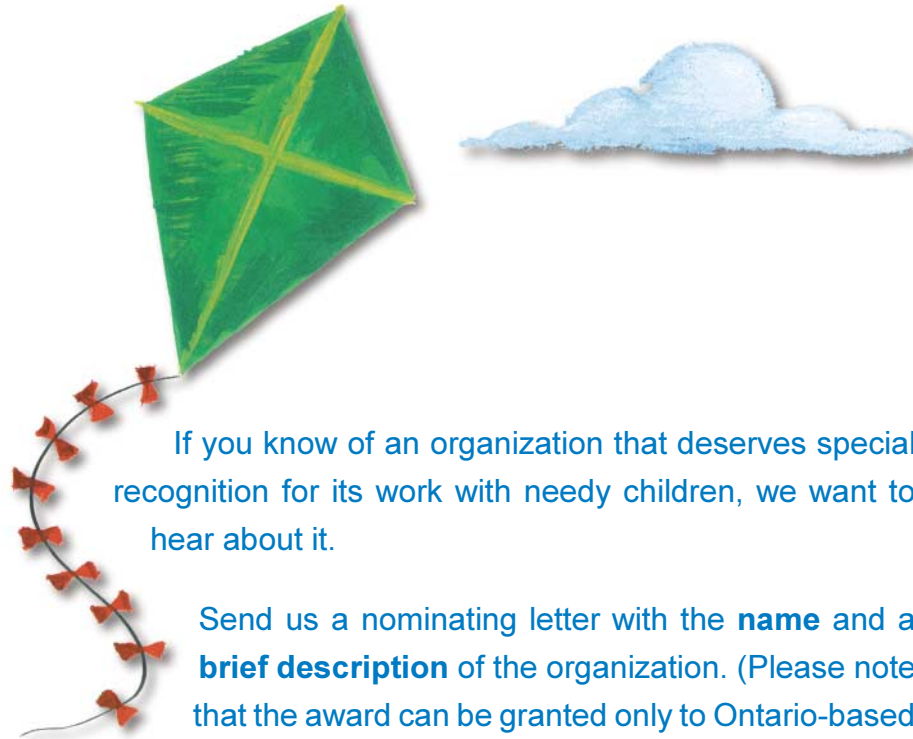 If you know of an organization that deserves special
recognition for its work with needy children, we want to
hear about it.
Send us a nominating letter with the name and a
brief description of the organization. (Please note
that the award can be granted only to Ontario-based